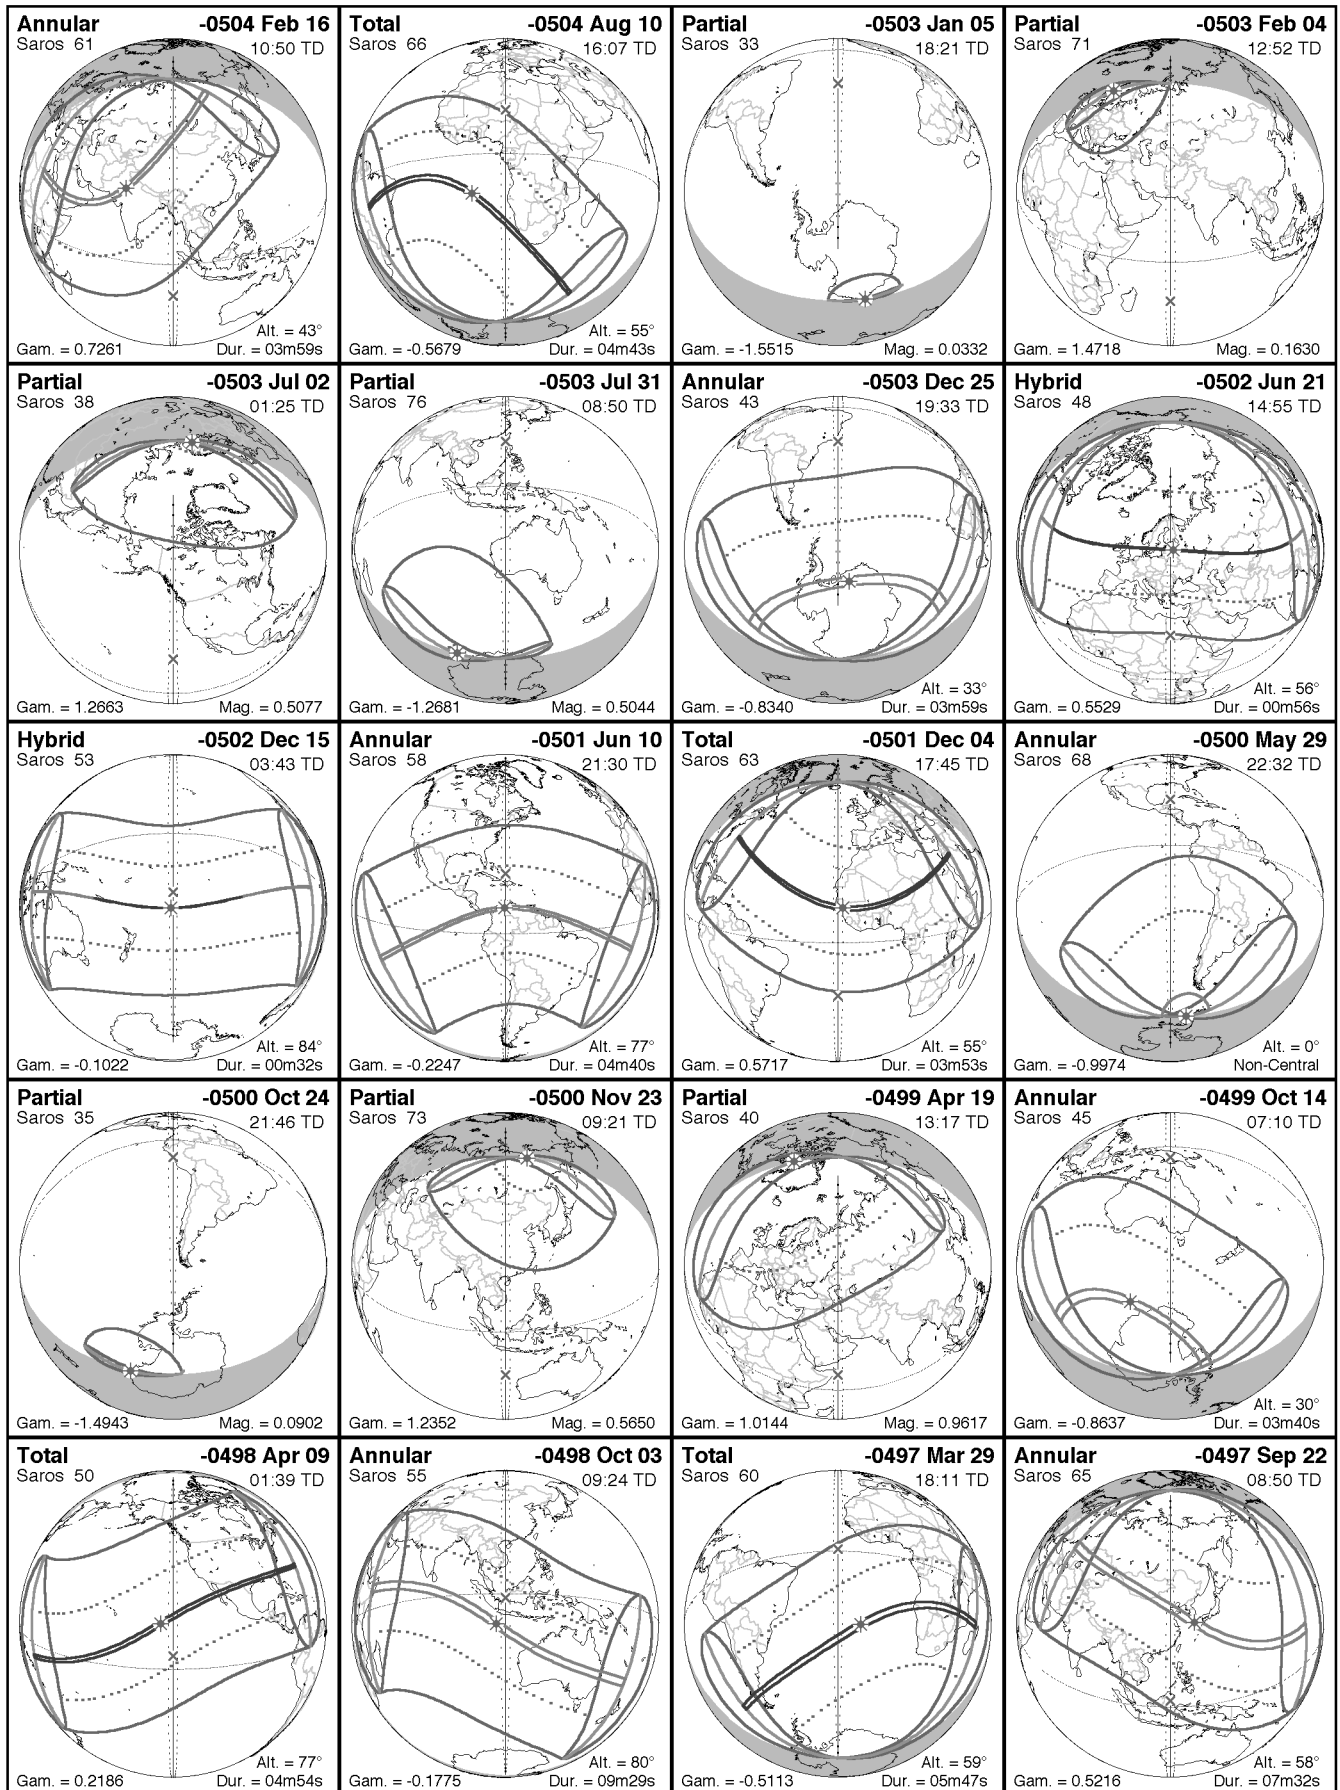 Annular -0504 Feb 16
Saros 61 10:50 TD
Alt. = 43°
Gam. = 0.7261 Dur. = 03m59s
Total -0504 Aug 10
Saros 66 16:07 TD
Alt. = 55°
Gam. = -0.5679 Dur. = 04m43s
Partial -0503 Jan 05
Saros 33 18:21 TD
Gam. = -1.5515 Mag. = 0.0332
Partial -0503 Feb 04
Saros 71 12:52 TD
Gam. = 1.4718 Mag. = 0.1630
Partial -0503 Jul 02
Saros 38 01:25 TD
Gam. = 1.2663 Mag. = 0.5077
Partial -0503 Jul 31
Saros 76 08:50 TD
Gam. = -1.2681 Mag. = 0.5044
Annular -0503 Dec 25
Saros 43 19:33 TD
Alt. = 33°
Gam. = -0.8340 Dur. = 03m59s
Hybrid -0502 Jun 21
Saros 48 14:55 TD
Alt. = 56°
Gam. = 0.5529 Dur. = 00m56s
Hybrid -0502 Dec 15
Saros 53 03:43 TD
Alt. = 84°
Gam. = -0.1022 Dur. = 00m32s
Annular -0501 Jun 10
Saros 58 21:30 TD
Alt. = 77°
Gam. = -0.2247 Dur. = 04m40s
Total -0501 Dec 04
Saros 63 17:45 TD
Alt. = 55°
Gam. = 0.5717 Dur. = 03m53s
Annular -0500 May 29
Saros 68 22:32 TD
Alt. = 0°
Gam. = -0.9974 Non-Central
Partial -0500 Oct 24
Saros 35 21:46 TD
Gam. = -1.4943 Mag. = 0.0902
Partial -0500 Nov 23
Saros 73 09:21 TD
Gam. = 1.2352 Mag. = 0.5650
Partial -0499 Apr 19
Saros 40 13:17 TD
Gam. = 1.0144 Mag. = 0.9617
Annular -0499 Oct 14
Saros 45 07:10 TD
Alt. = 30°
Gam. = -0.8637 Dur. = 03m40s
Total -0498 Apr 09
Saros 50 01:39 TD
Alt. = 77°
Gam. = 0.2186 Dur. = 04m54s
Annular -0498 Oct 03
Saros 55 09:24 TD
Alt. = 80°
Gam. = -0.1775 Dur. = 09m29s
Total -0497 Mar 29
Saros 60 18:11 TD
Alt. = 59°
Gam. = -0.5113 Dur. = 05m47s
Annular -0497 Sep 22
Saros 65 08:50 TD
Alt. = 58°
Gam. = 0.5216 Dur. = 07m32s